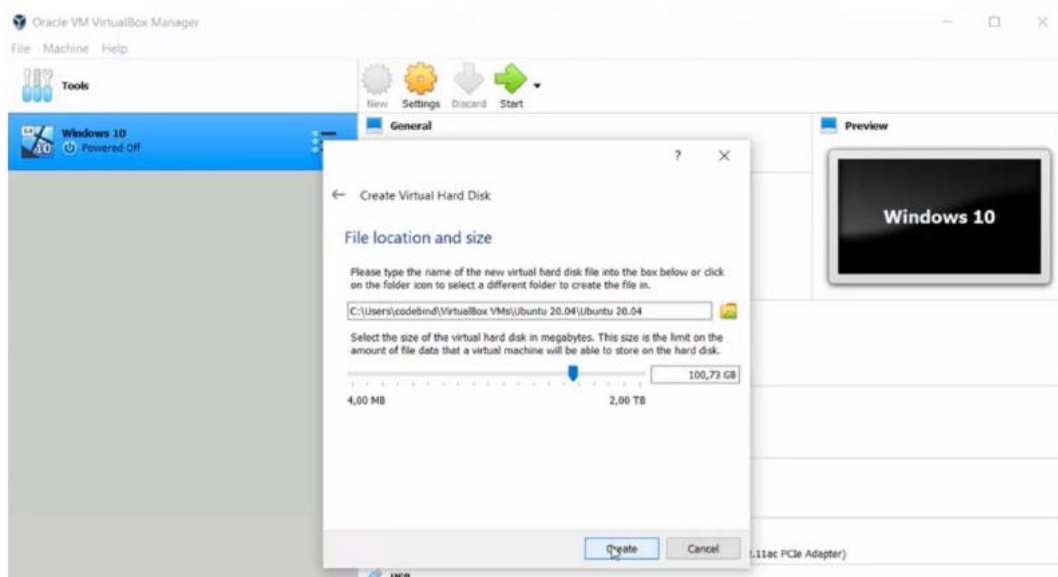 Oracle VM VirtualBox Manager
File Machine Help
Tools
New Settings Discard Start
Windows 10
Powered Off
General
Preview
Windows 10
? ×
Create Virtual Hard Disk
File location and size
Please type the name of the new virtual hard disk file into the box below or click
on the folder icon to select a different folder to create the file in.
C:\Users\codebind\VirtualBox VMs\Ubuntu 20.04\Ubuntu 20.04
Select the size of the virtual hard disk in megabytes. This size is the limit on the
amount of file data that a virtual machine will be able to store on the hard disk.
100,73 GB
4,00 MB 2,00 TB
Create Cancel
2.11ac PCIe Adapter)
USB